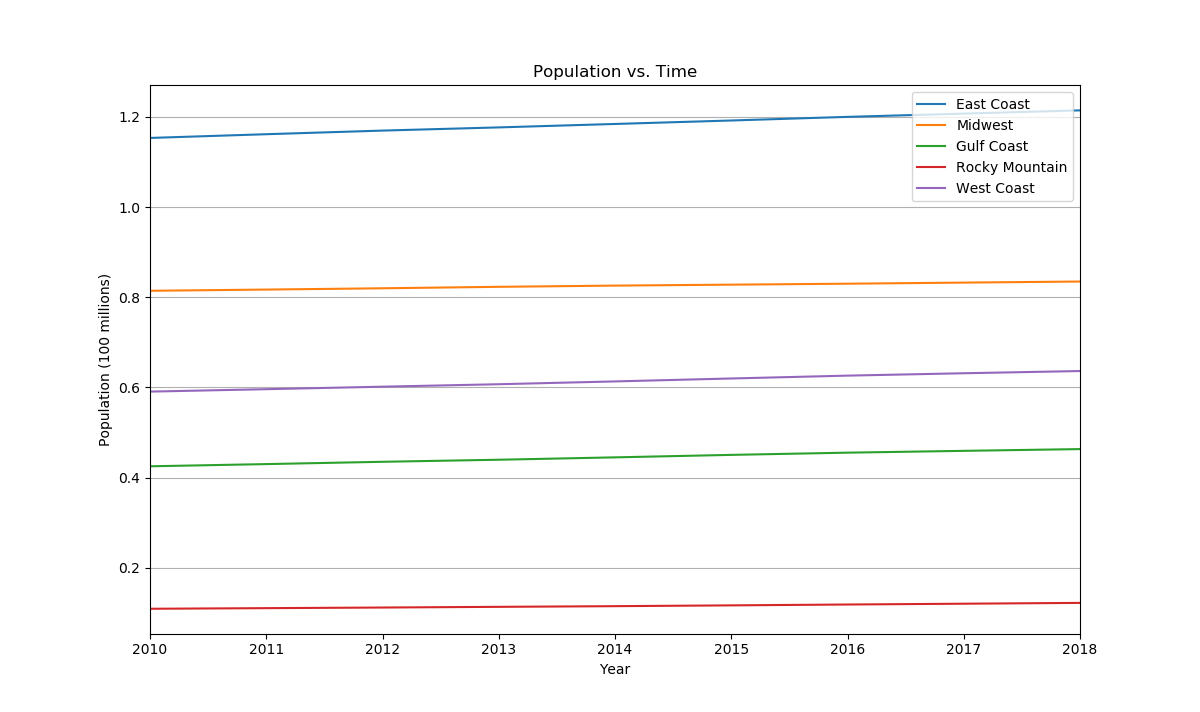 Population vs. Time
East Coast
Midwest
Gulf Coast
Rocky Mountain
West Coast
1.2
1.0
0.8
0.6
0.4
0.2
Population (100 millions)
2010 2011 2012 2013 2014 2015 2016 2017 2018
Year